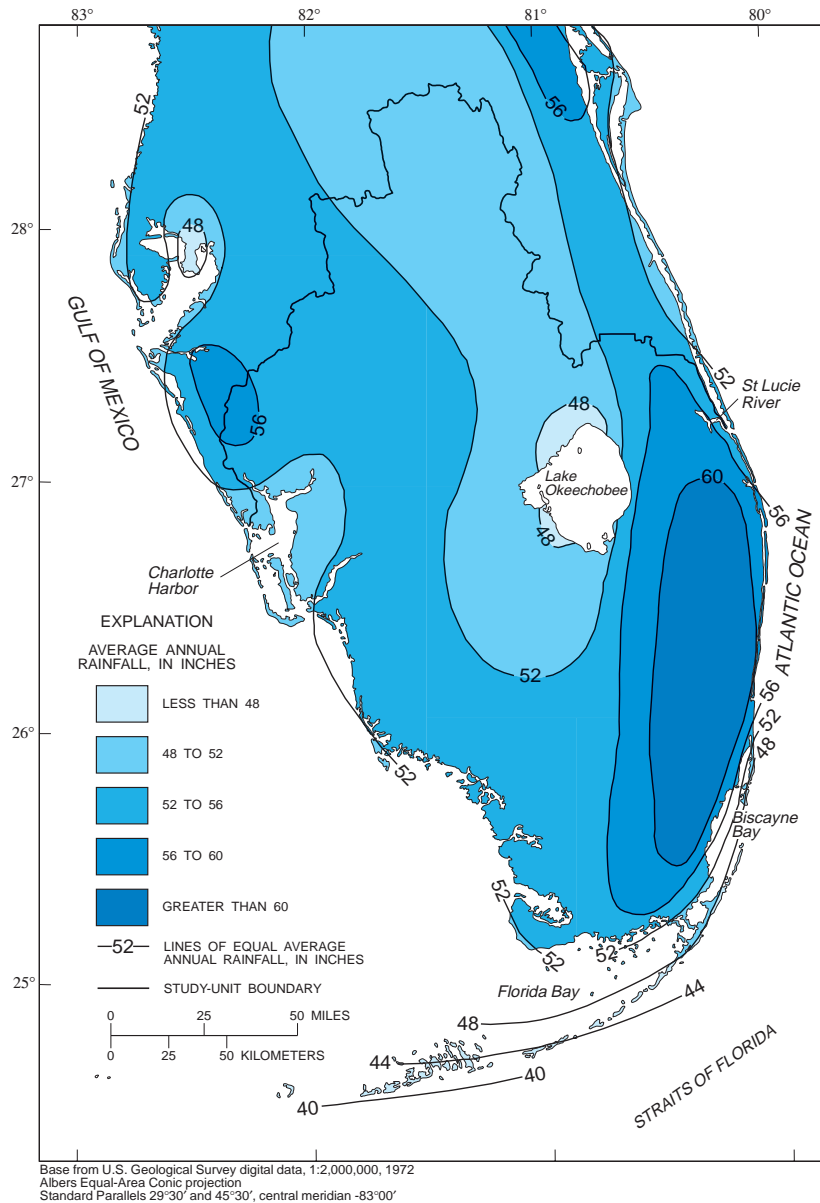 83° 82° 81° 80°
52
56
28°
48
GULF OF MEXICO
52
St Lucie
River
48
56
27°
60
Lake
Okeechobee
56
48
ATLANTIC OCEAN
Charlotte
Harbor
EXPLANATION
AVERAGE ANNUAL
RAINFALL, IN INCHES
LESS THAN 48
52
56
52
26°
48
48 TO 52
52
52 TO 56
Biscayne
Bay
56 TO 60
52
GREATER THAN 60
52 LINES OF EQUAL AVERAGE
ANNUAL RAINFALL, IN INCHES
52
52
25°
STUDY-UNIT BOUNDARY
Florida Bay
44
0 25 50 MILES
48
0 25 50 KILOMETERS
44
40
STRAITS OF FLORIDA
40
83° 82° 81°
Base from U.S. Geological Survey digital data, 1:2,000,000, 1972
Albers Equal-Area Conic projection
Standard Parallels 29°30′ and 45°30′, central meridian -83°00′